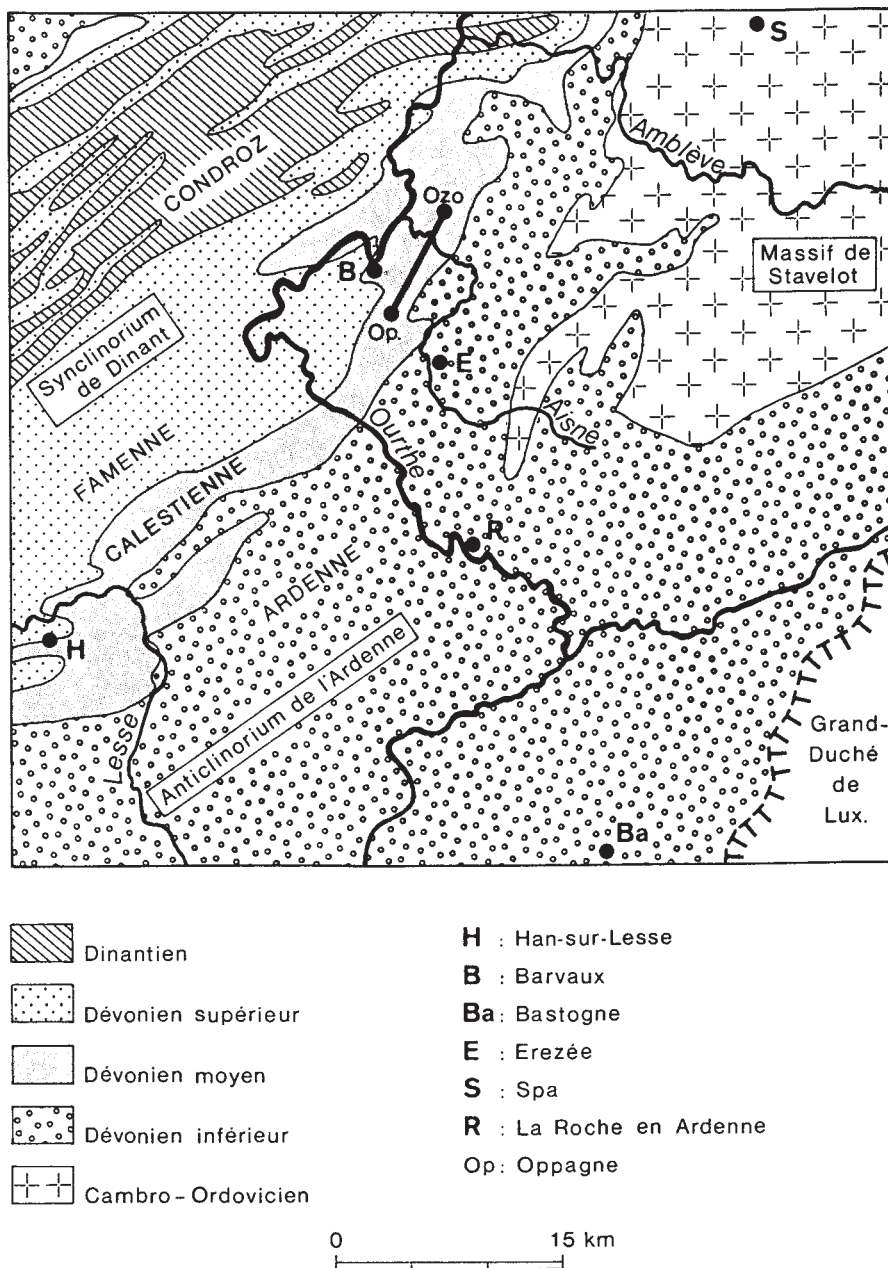 S
Amblève
CONDROZ
Ozo
Massif de
Stavelot
B
Op.
Synclinorium
de Dinant
E
Aisne
Ourthe
FAMENNE
CALESTIENNE
R
ARDENNE
H
Anticlinorium de l'Ardenne
Lesse
Grand-
Duché
de
Lux.
Ba
Dinantien
Dévonien supérieur
Dévonien moyen
Dévonien inférieur
Cambro-Ordovicien
H : Han-sur-Lesse
B : Barvaux
Ba : Bastogne
E : Erezée
S : Spa
R : La Roche en Ardenne
Op : Oppagne
0 15 km